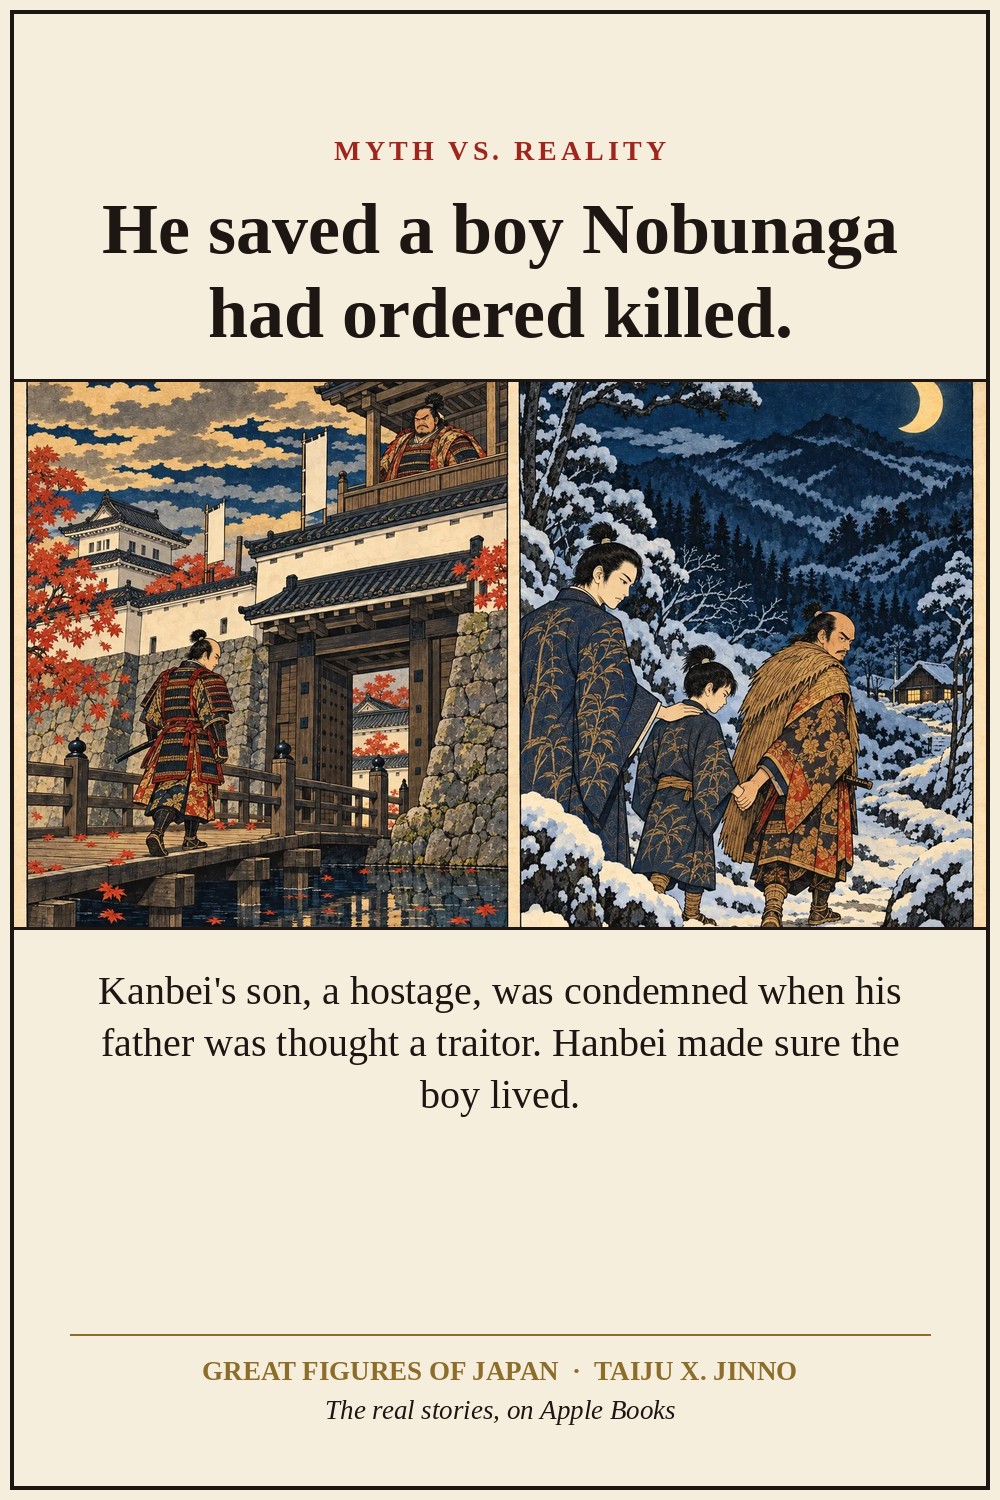 MYTH VS. REALITY
He saved a boy Nobunaga
had ordered killed.
Kanbei's son, a hostage, was condemned when his
father was thought a traitor. Hanbei made sure the
boy lived.
GREAT FIGURES OF JAPAN · TAIJU X. JINNO
The real stories, on Apple Books